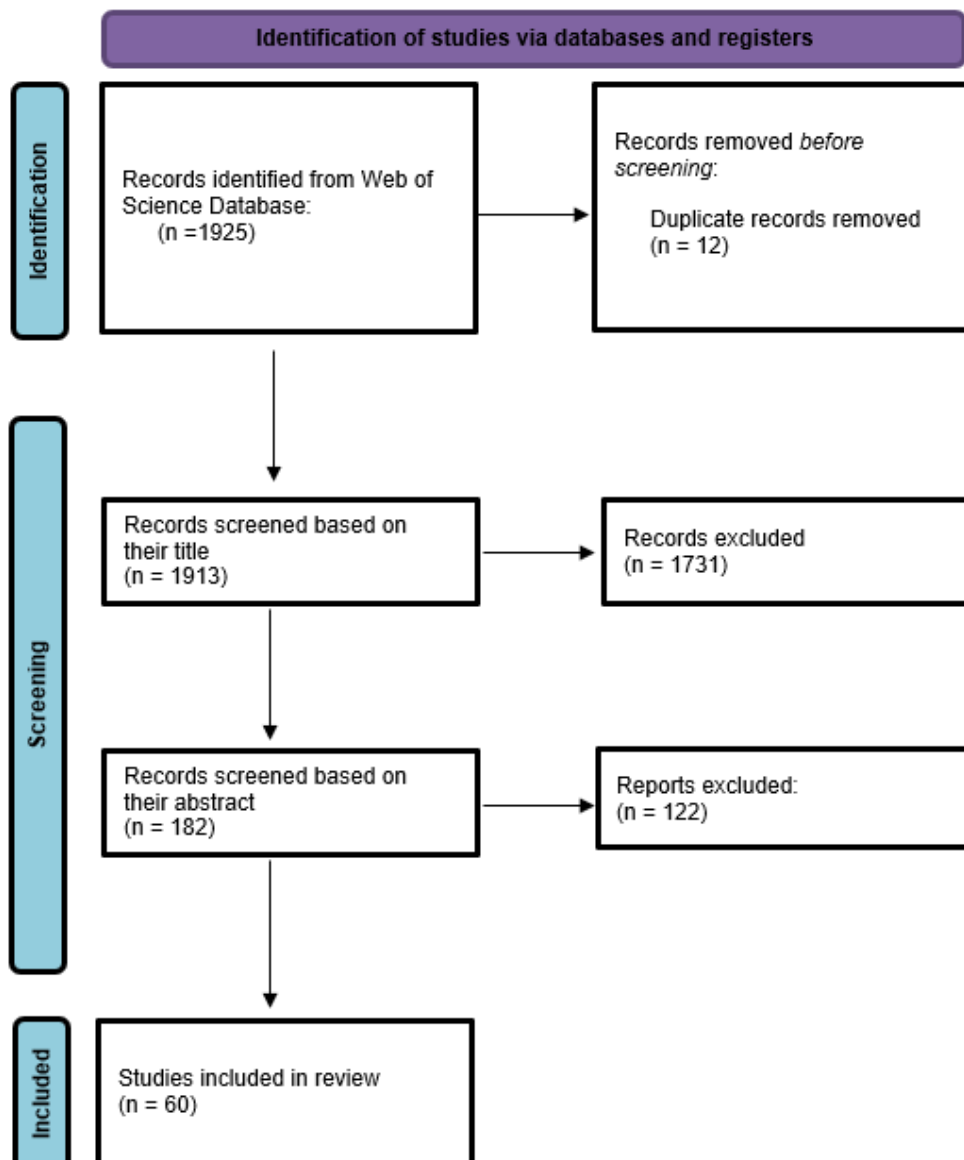 Identification of studies via databases and registers
Identification
Records identified from Web of
Science Database:
(n =1925)
Records removed before
screening:
Duplicate records removed
(n = 12)
Screening
Records screened based on
their title
(n = 1913)
Records excluded
(n = 1731)
Records screened based on
their abstract
(n = 182)
Reports excluded:
(n = 122)
Included
Studies included in review
(n = 60)